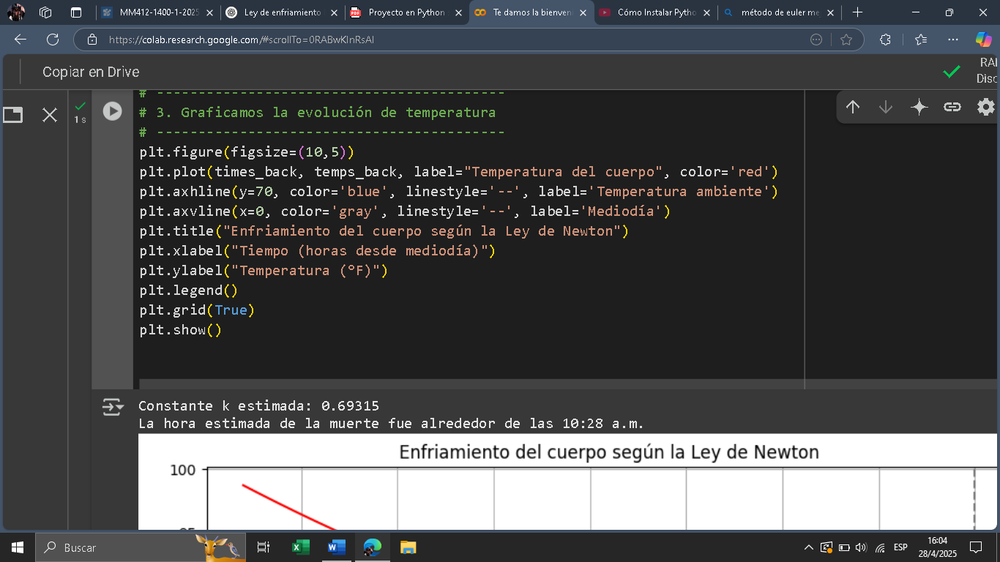 MM412-1400-1-2025
Ley de enfriamiento
Proyecto en Python
Te damos la bienven
Cómo Instalar Pytho
método de euler me
https://colab.research.google.com/#scrollTo=0RABwKlnRsAI
Copiar en Drive
RAM
Disc
1 s
# ------------------------------------------
# 3. Graficamos la evolución de temperatura
# ------------------------------------------
plt.figure(figsize=(10,5))
plt.plot(times_back, temps_back, label="Temperatura del cuerpo", color='red')
plt.axhline(y=70, color='blue', linestyle='--', label='Temperatura ambiente')
plt.axvline(x=0, color='gray', linestyle='--', label='Mediodía')
plt.title("Enfriamiento del cuerpo según la Ley de Newton")
plt.xlabel("Tiempo (horas desde mediodía)")
plt.ylabel("Temperatura (°F)")
plt.legend()
plt.grid(True)
plt.show()
Constante k estimada: 0.69315
La hora estimada de la muerte fue alrededor de las 10:28 a.m.
Enfriamiento del cuerpo según la Ley de Newton
100
Buscar
ESP
16:04
28/4/2025